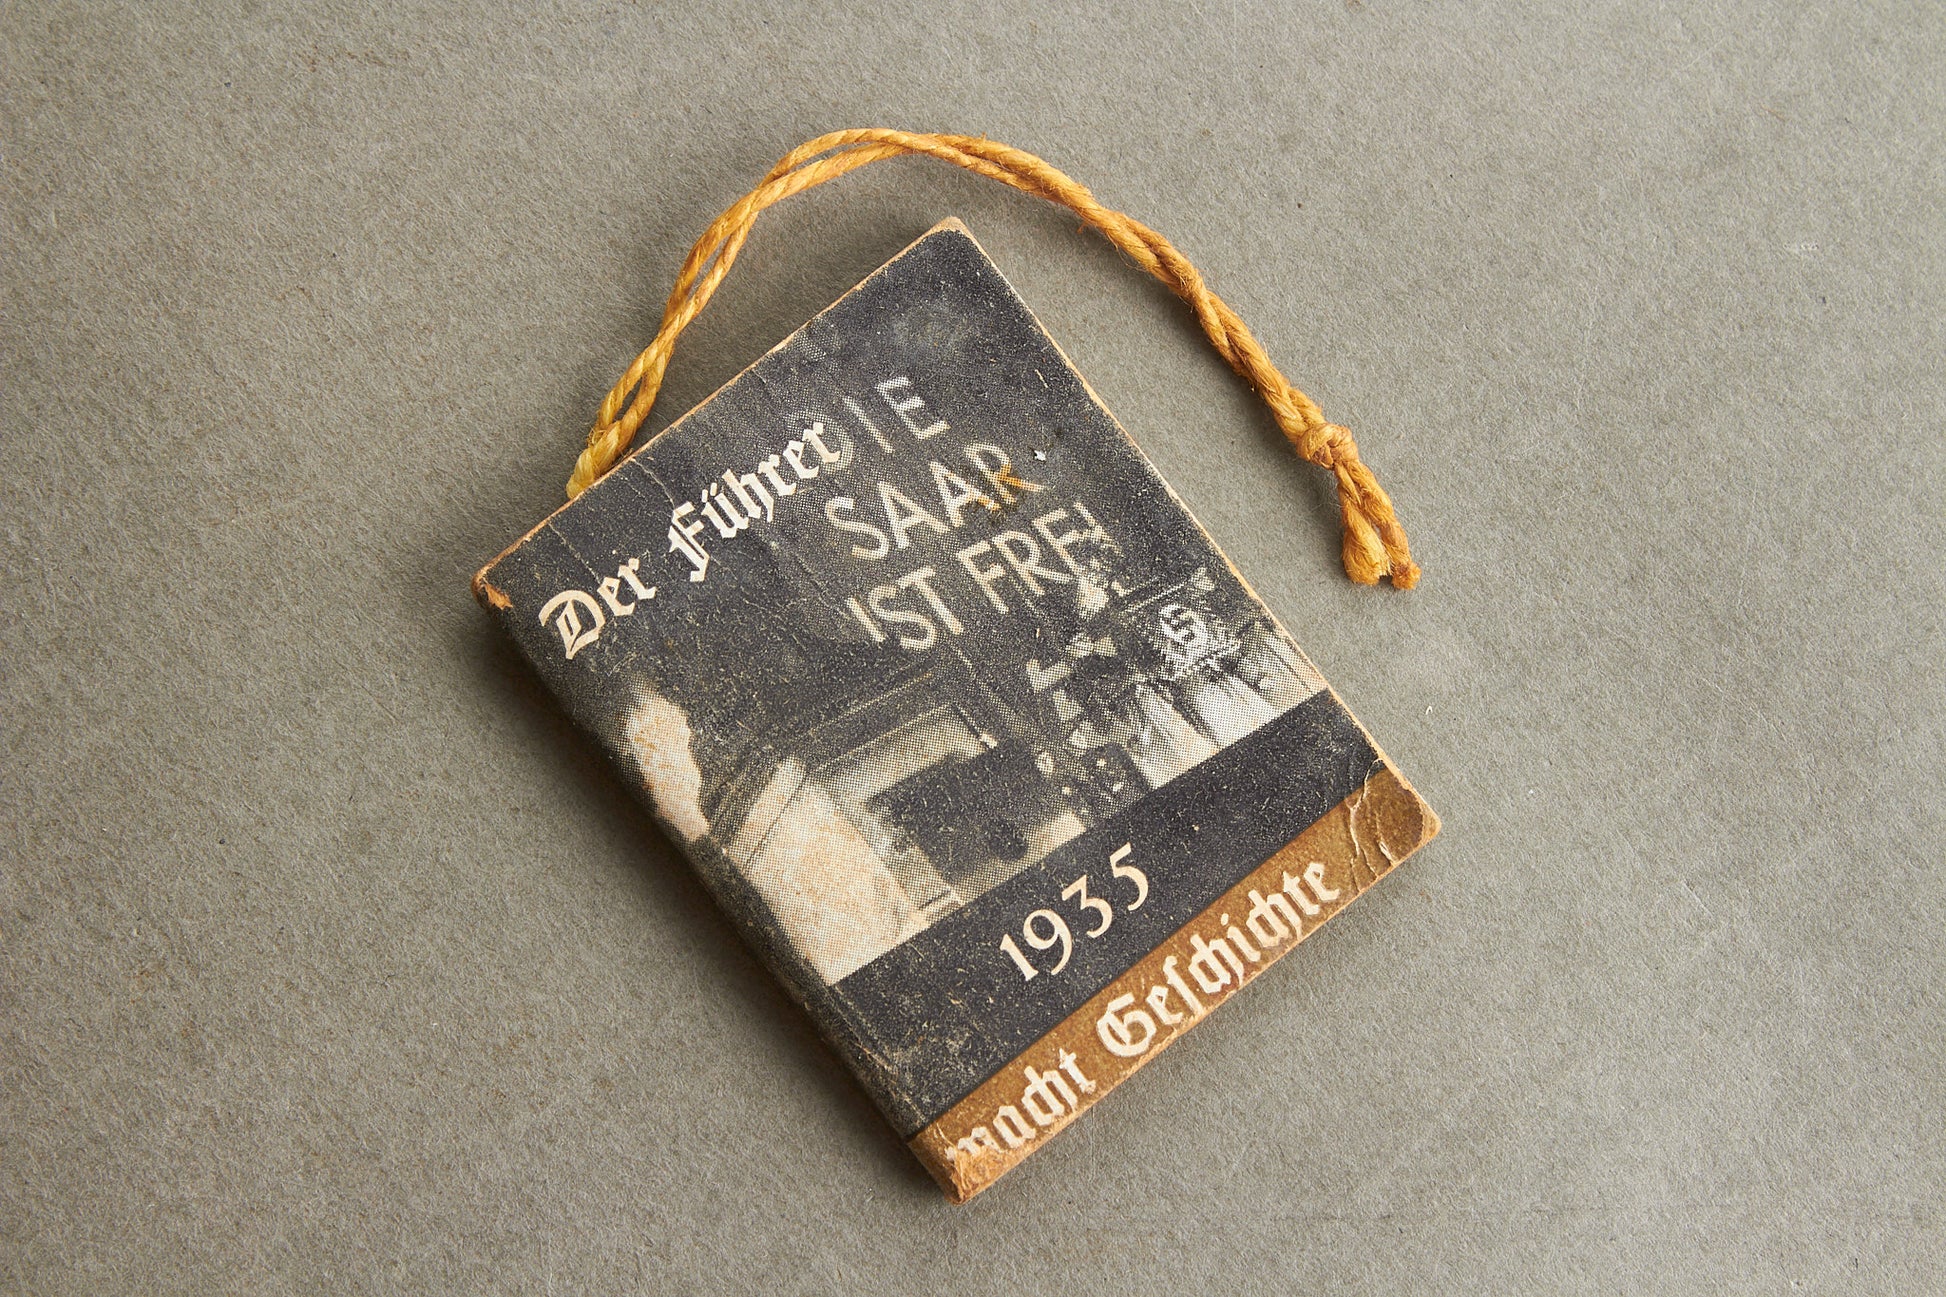 Der Führer
IE
SAAR
IST FREI
1935
macht Geschichte